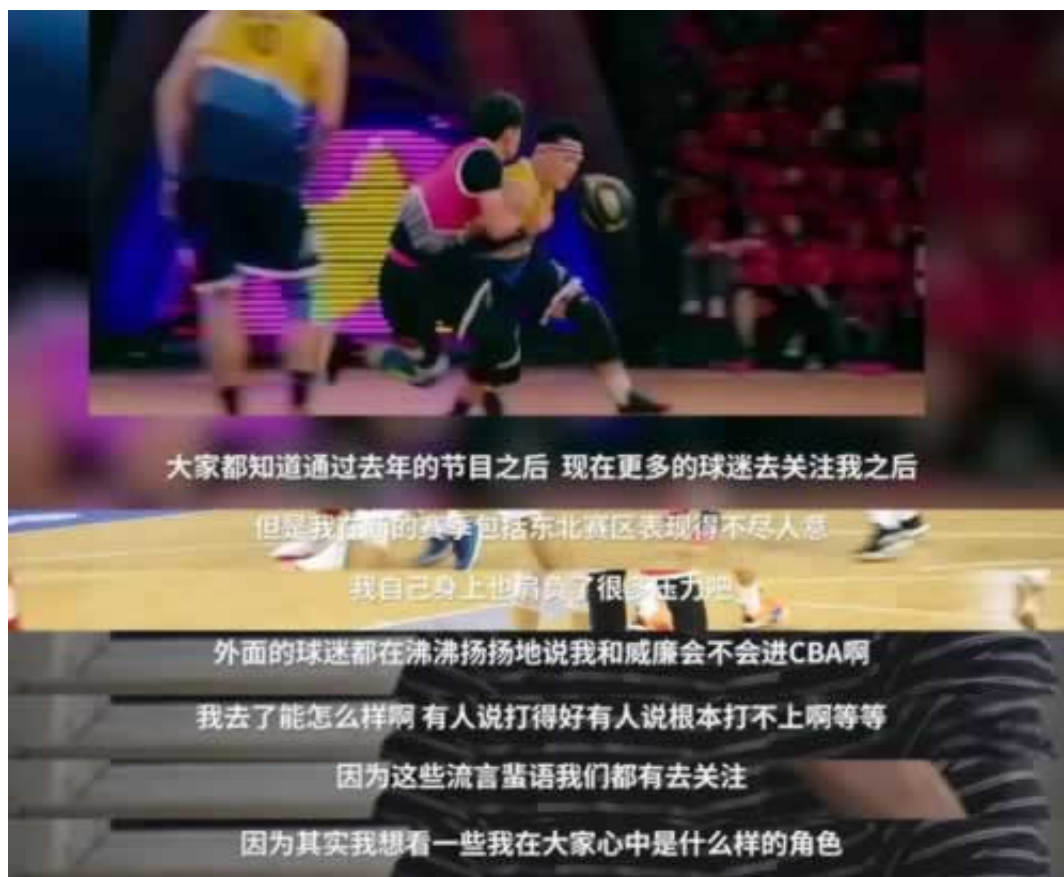 大家都知道通过去年的节目之后 现在更多的球迷去关注我之后
但是我在新的赛季包括东北赛区表现得不尽人意
我自己身上也肩负了很多压力吧
外面的球迷都在沸沸扬扬地说我和威廉会不会进CBA啊
我去了能怎么样啊 有人说打得好有人说根本打不上啊等等
因为这些流言蜚语我们都有去关注
因为其实我想看一些我在大家心中是什么样的角色